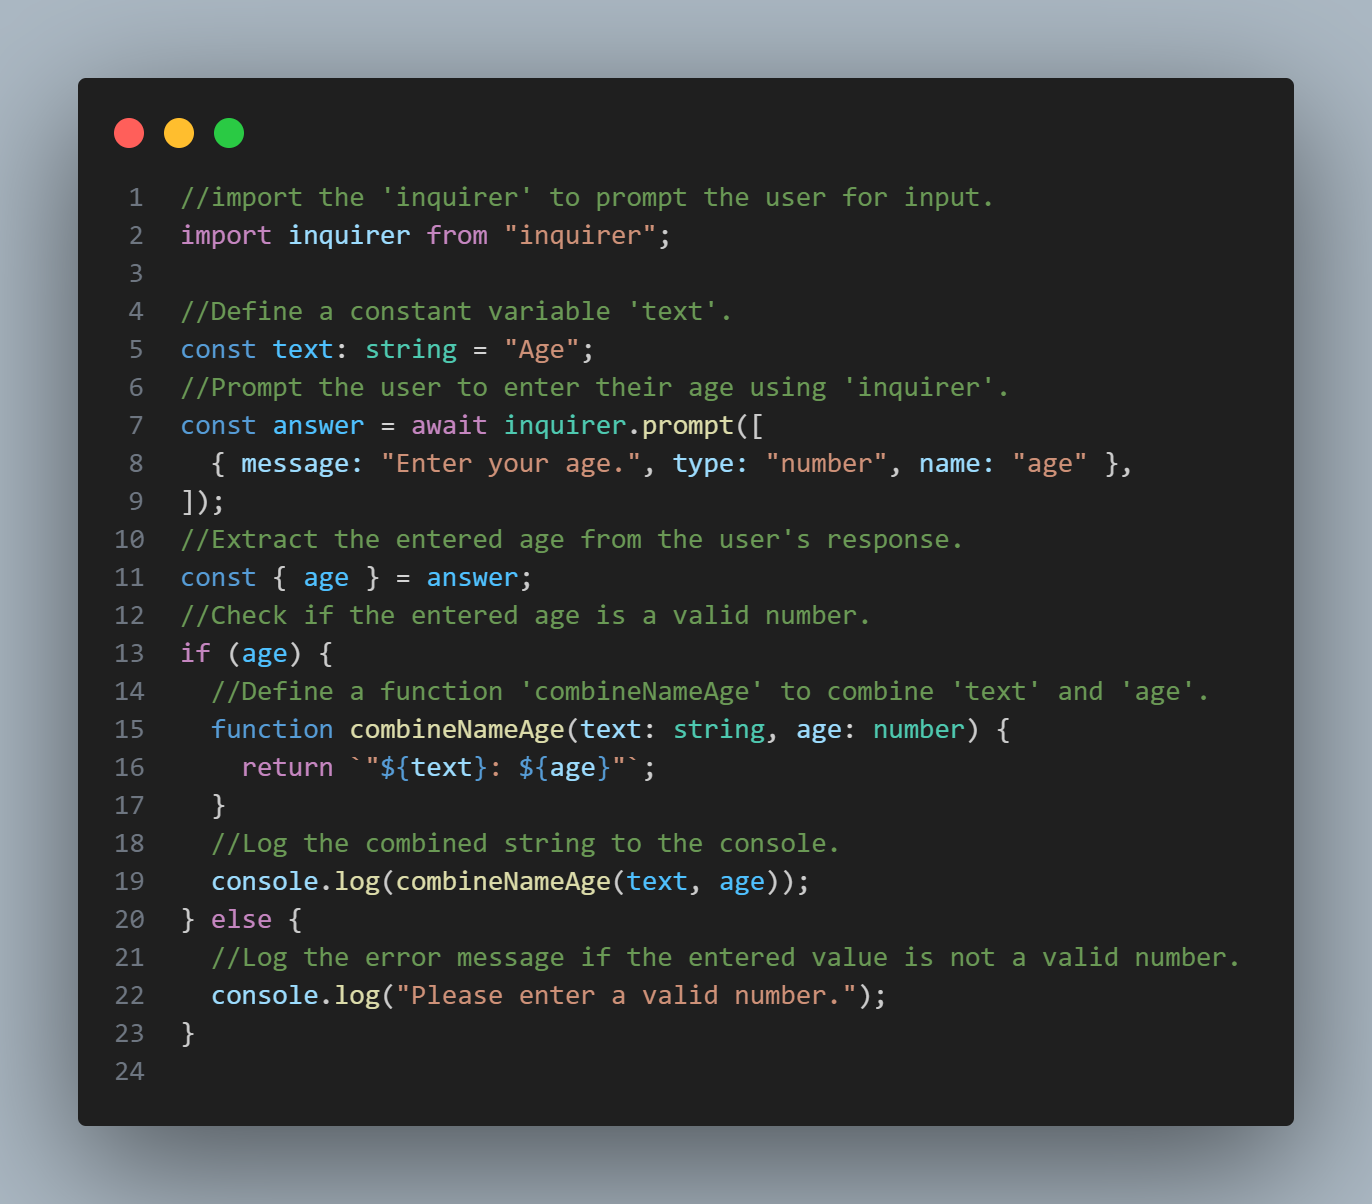 1 //import the 'inquirer' to prompt the user for input.
2 import inquirer from "inquirer";
3
4 //Define a constant variable 'text'.
5 const text: string = "Age";
6 //Prompt the user to enter their age using 'inquirer'.
7 const answer = await inquirer.prompt([
8   { message: "Enter your age.", type: "number", name: "age" },
9 ]);
10 //Extract the entered age from the user's response.
11 const { age } = answer;
12 //Check if the entered age is a valid number.
13 if (age) {
14   //Define a function 'combineNameAge' to combine 'text' and 'age'.
15   function combineNameAge(text: string, age: number) {
16     return `"${text}: ${age}"`;
17   }
18   //Log the combined string to the console.
19   console.log(combineNameAge(text, age));
20 } else {
21   //Log the error message if the entered value is not a valid number.
22   console.log("Please enter a valid number.");
23 }
24